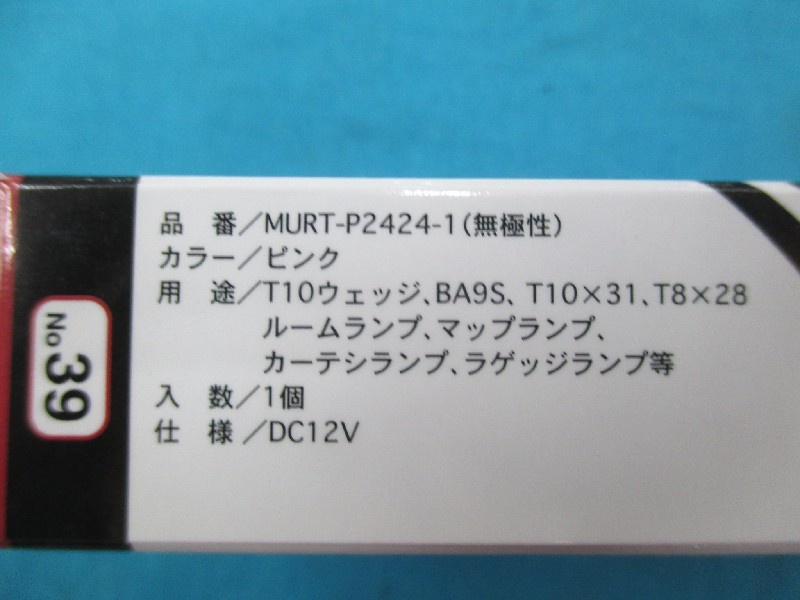 品 番／MURT-P2424-1（無極性）
カラー／ピンク
用 途／T10ウェッジ、BA9S、T10×31、T8×28
ルームランプ、マップランプ、
カーテシランプ、ラゲッジランプ等
入 数／1個
仕 様／DC12V
No 39